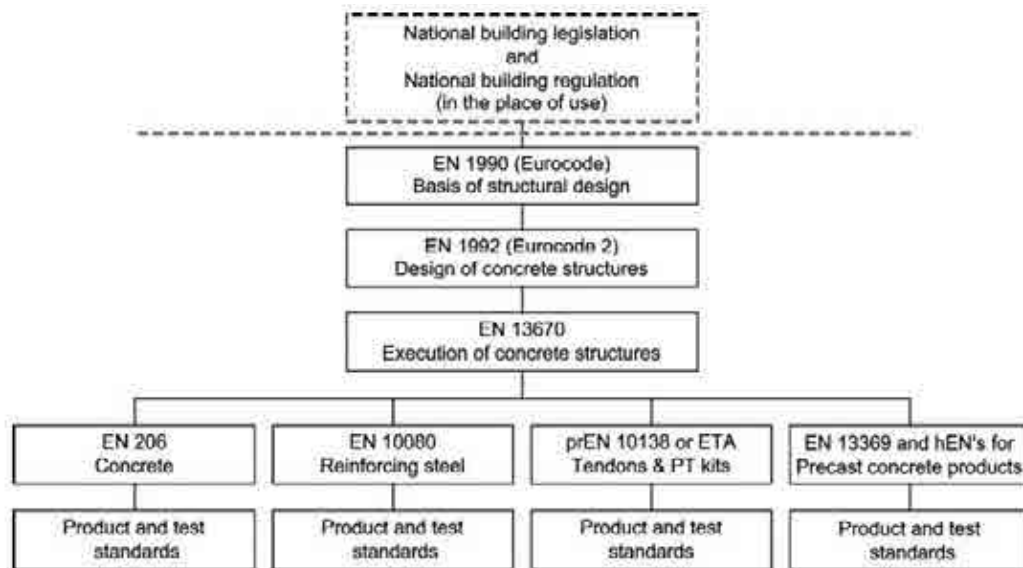 National building legislation
and
National building regulation
(in the place of use)
EN 1990 (Eurocode)
Basis of structural design
EN 1992 (Eurocode 2)
Design of concrete structures
EN 13670
Execution of concrete structures
EN 206
Concrete
EN 10080
Reinforcing steel
prEN 10138 or ETA
Tendons & PT kits
EN 13369 and hEN's for
Precast concrete products
Product and test
standards
Product and test
standards
Product and test
standards
Product and test
standards